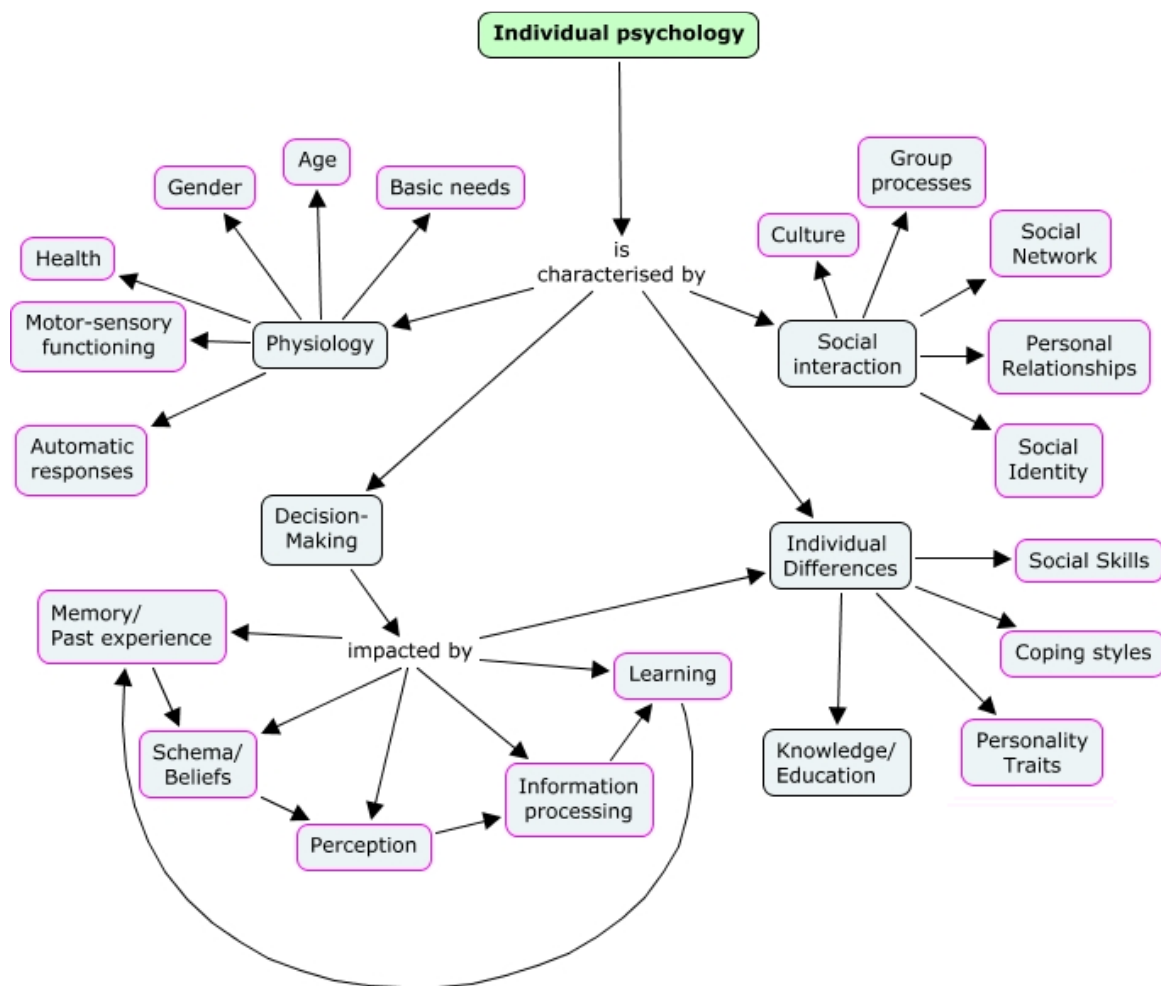 Individual psychology
Age
Gender
Basic needs
Health
Motor-sensory
functioning
Physiology
Automatic
responses
is
characterised by
Group
processes
Culture
Social
Network
Social
interaction
Personal
Relationships
Social
Identity
Decision-
Making
Individual
Differences
Social Skills
Coping styles
Personality
Traits
Knowledge/
Education
impacted by
Memory/
Past experience
Schema/
Beliefs
Perception
Information
processing
Learning